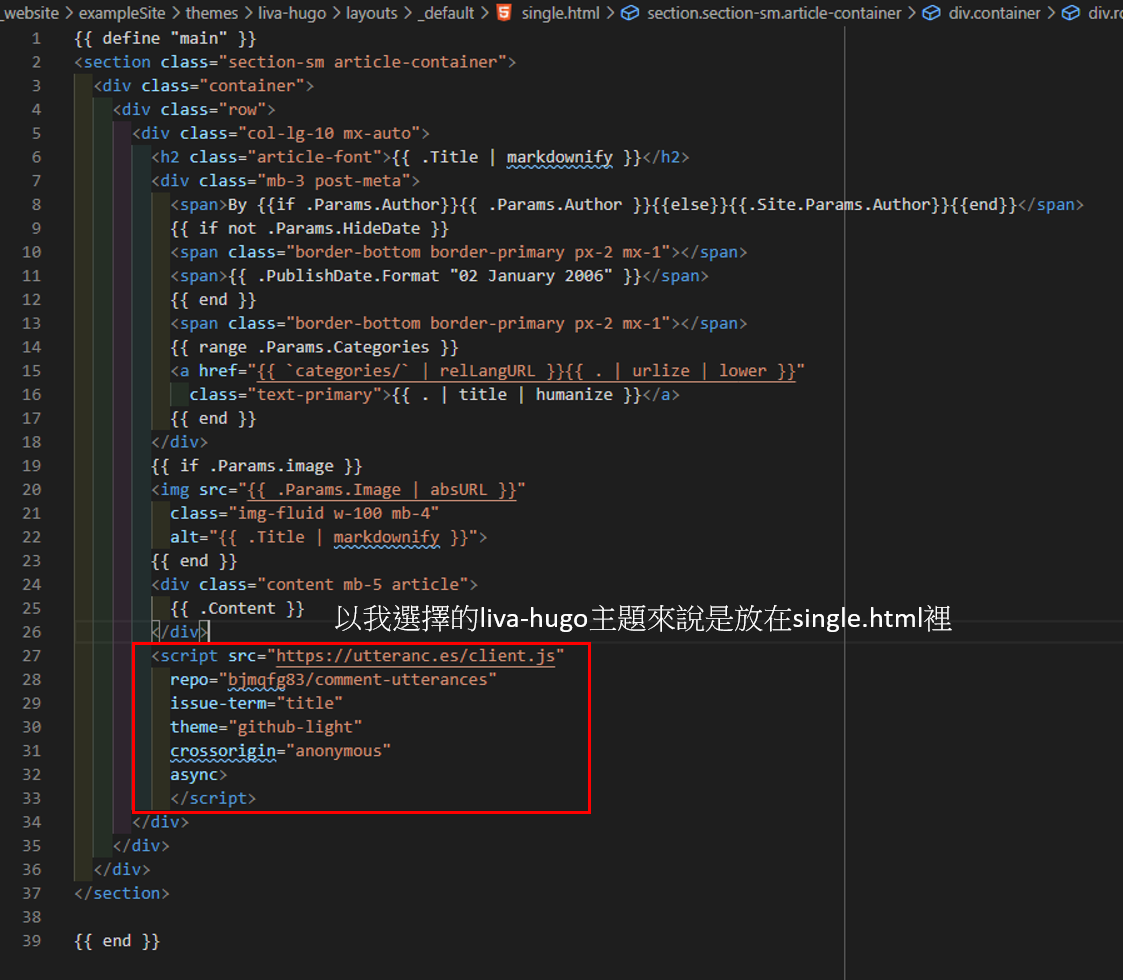 _website > exampleSite > themes > liva-hugo > layouts > _default > single.html > section.section-sm.article-container > div.container > div.ro
1 {{ define "main" }}
2 <section class="section-sm article-container">
3 <div class="container">
4 <div class="row">
5 <div class="col-lg-10 mx-auto">
6 <h2 class="article-font">{{ .Title | markdownify }}</h2>
7 <div class="mb-3 post-meta">
8 <span>By {{if .Params.Author}}{{ .Params.Author }}{{else}}{{.Site.Params.Author}}{{end}}</span>
9 {{ if not .Params.HideDate }}
10 <span class="border-bottom border-primary px-2 mx-1"></span>
11 <span>{{ .PublishDate.Format "02 January 2006" }}</span>
12 {{ end }}
13 <span class="border-bottom border-primary px-2 mx-1"></span>
14 {{ range .Params.Categories }}
15 <a href="{{ `categories/` | relLangURL }}{{ . | urlize | lower }}"
16 class="text-primary">{{ . | title | humanize }}</a>
17 {{ end }}
18 </div>
19 {{ if .Params.image }}
20 <img src="{{ .Params.Image | absURL }}"
21 class="img-fluid w-100 mb-4"
22 alt="{{ .Title | markdownify }}">
23 {{ end }}
24 <div class="content mb-5 article">
25 {{ .Content }}
以我選擇的liva-hugo主題來說是放在single.html裡
26 </div>
27 <script src="https://utteranc.es/client.js"
28 repo="bjmqfg83/comment-utterances"
29 issue-term="title"
30 theme="github-light"
31 crossorigin="anonymous"
32 async>
33 </script>
34 </div>
35 </div>
36 </div>
37 </section>
38
39 {{ end }}